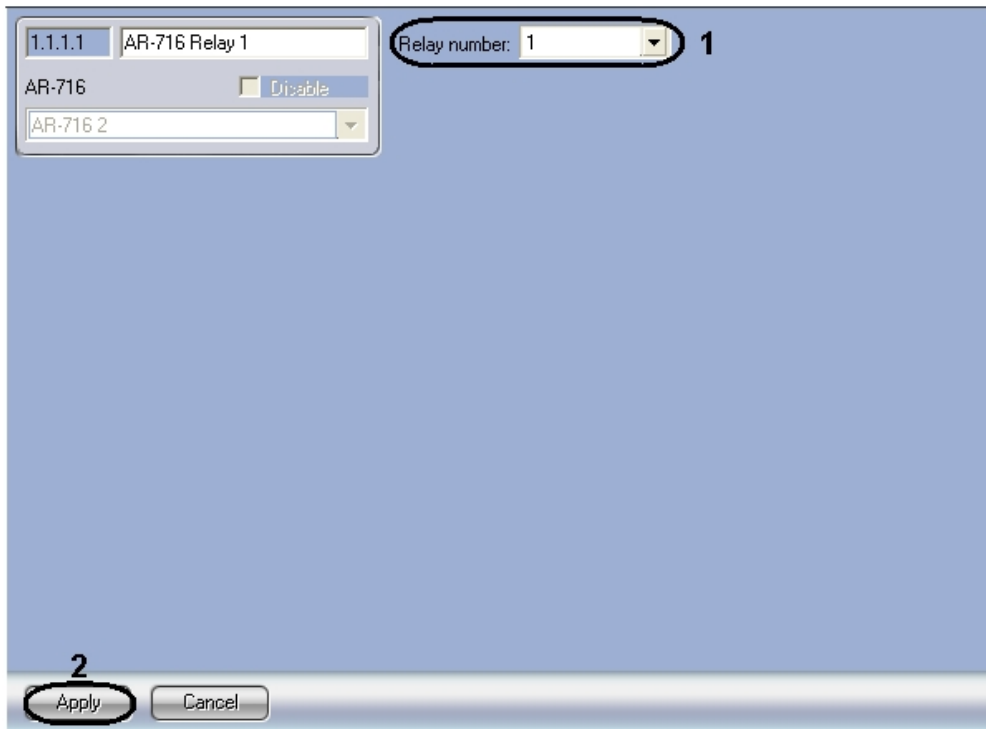 1.1.1.1 AR-716 Relay 1 Relay number: 1 1
AR-716 Disable
AR-716 2
2
Apply Cancel